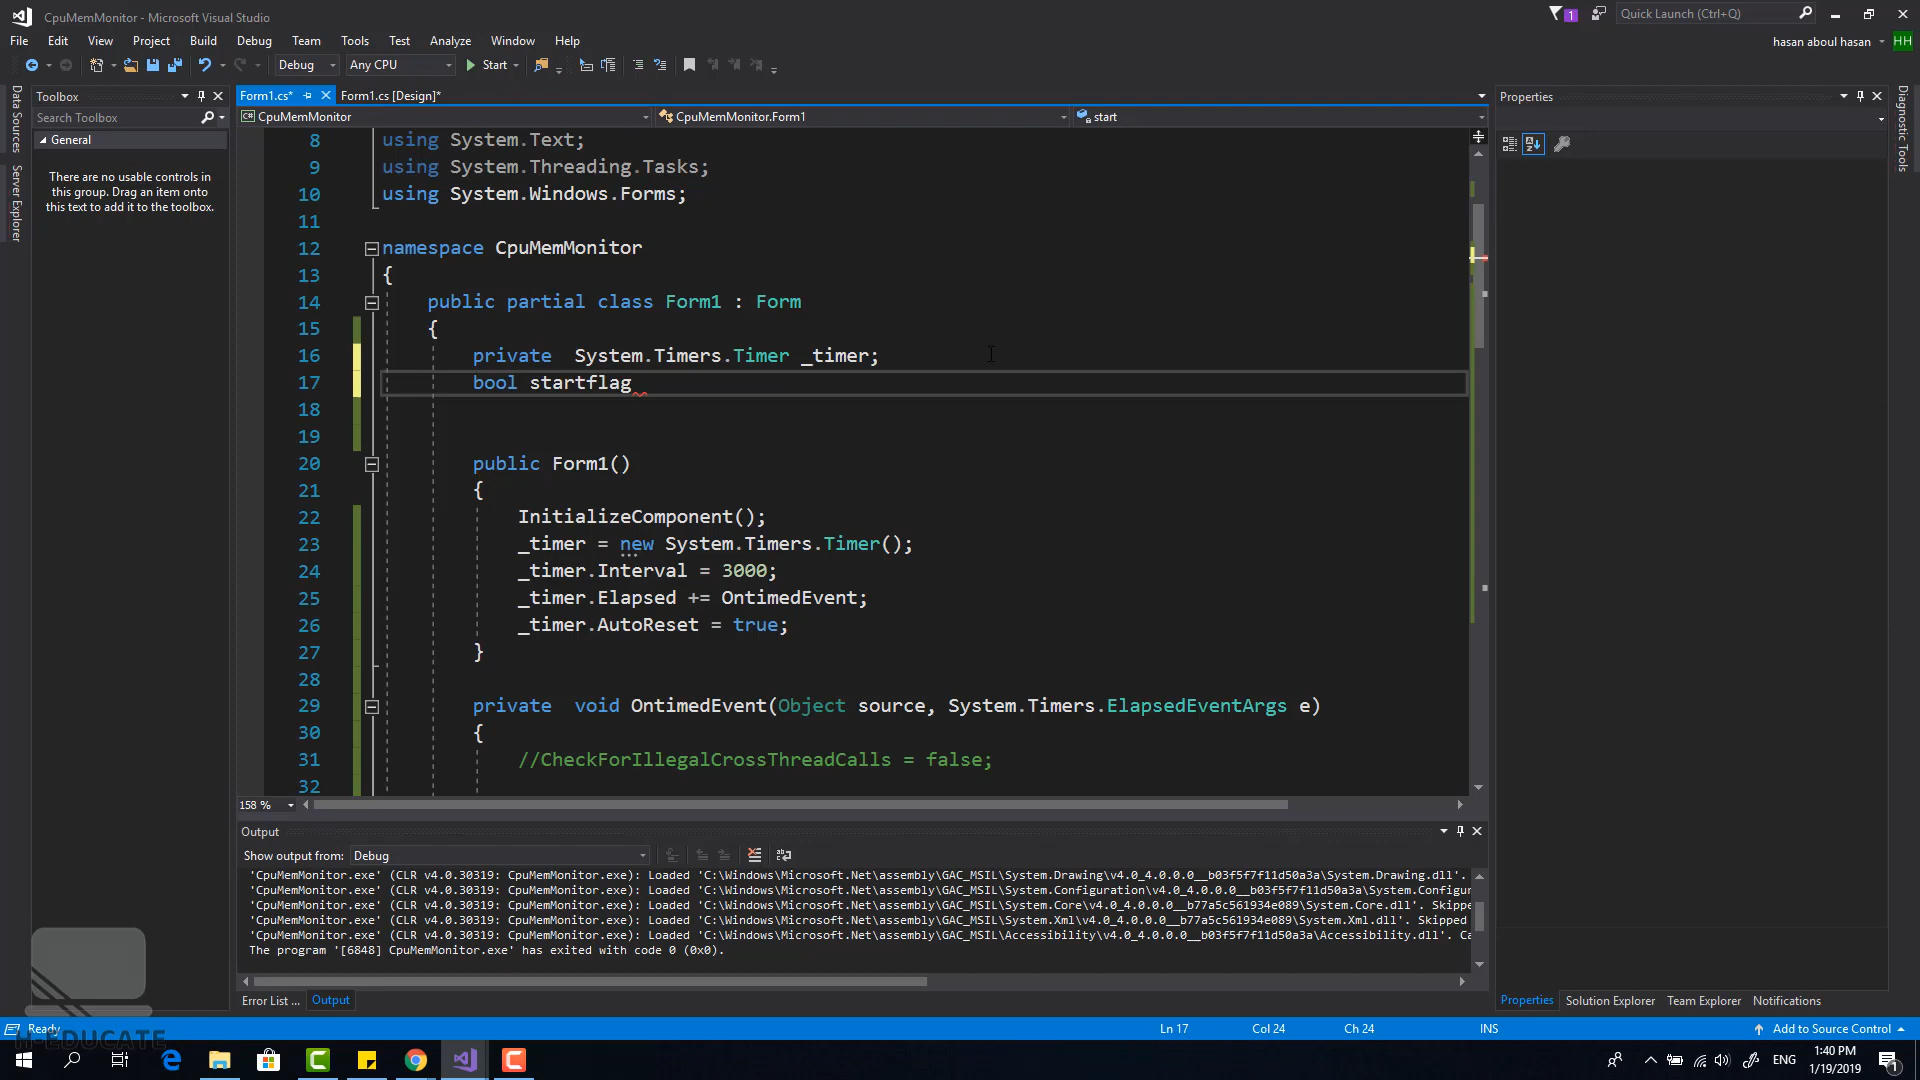 CpuMemMonitor - Microsoft Visual Studio
1
Quick Launch (Ctrl+Q)
File Edit View Project Build Debug Team Tools Test Analyze Window Help
hasan aboul hasan
HH
Debug
Any CPU
Start
Data Sources
Server Explorer
Toolbox
Search Toolbox
General
There are no usable controls in
this group. Drag an item onto
this text to add it to the toolbox.
Form1.cs*
Form1.cs [Design]*
CpuMemMonitor
CpuMemMonitor.Form1
start
8 using System.Text;
9 using System.Threading.Tasks;
10 using System.Windows.Forms;
11
12 namespace CpuMemMonitor
13 {
14 public partial class Form1 : Form
15 {
16 private  System.Timers.Timer _timer;
17 bool startflag
18
19
20 public Form1()
21 {
22 InitializeComponent();
23 _timer = new System.Timers.Timer();
24 _timer.Interval = 3000;
25 _timer.Elapsed += OntimedEvent;
26 _timer.AutoReset = true;
27 }
28
29 private  void OntimedEvent(Object source, System.Timers.ElapsedEventArgs e)
30 {
31 //CheckForIllegalCrossThreadCalls = false;
32
158 %
Output
Show output from: Debug
'CpuMemMonitor.exe' (CLR v4.0.30319: CpuMemMonitor.exe): Loaded 'C:\Windows\Microsoft.Net\assembly\GAC_MSIL\System.Drawing\v4.0_4.0.0.0__b03f5f7f11d50a3a\System.Drawing.dll'.
'CpuMemMonitor.exe' (CLR v4.0.30319: CpuMemMonitor.exe): Loaded 'C:\Windows\Microsoft.Net\assembly\GAC_MSIL\System.Configuration\v4.0_4.0.0.0__b03f5f7f11d50a3a\System.Configur
'CpuMemMonitor.exe' (CLR v4.0.30319: CpuMemMonitor.exe): Loaded 'C:\Windows\Microsoft.Net\assembly\GAC_MSIL\System.Core\v4.0_4.0.0.0__b77a5c561934e089\System.Core.dll'. Skippe
'CpuMemMonitor.exe' (CLR v4.0.30319: CpuMemMonitor.exe): Loaded 'C:\Windows\Microsoft.Net\assembly\GAC_MSIL\System.Xml\v4.0_4.0.0.0__b77a5c561934e089\System.Xml.dll'. Skipped
'CpuMemMonitor.exe' (CLR v4.0.30319: CpuMemMonitor.exe): Loaded 'C:\Windows\Microsoft.Net\assembly\GAC_MSIL\Accessibility\v4.0_4.0.0.0__b03f5f7f11d50a3a\Accessibility.dll'. Ca
The program '[6848] CpuMemMonitor.exe' has exited with code 0 (0x0).
Error List ...
Output
Properties
Diagnostic Tools
Properties Solution Explorer Team Explorer Notifications
Ready
Ln 17
Col 24
Ch 24
INS
Add to Source Control
H-EDUCATE
ENG
1:40 PM
1/19/2019
1